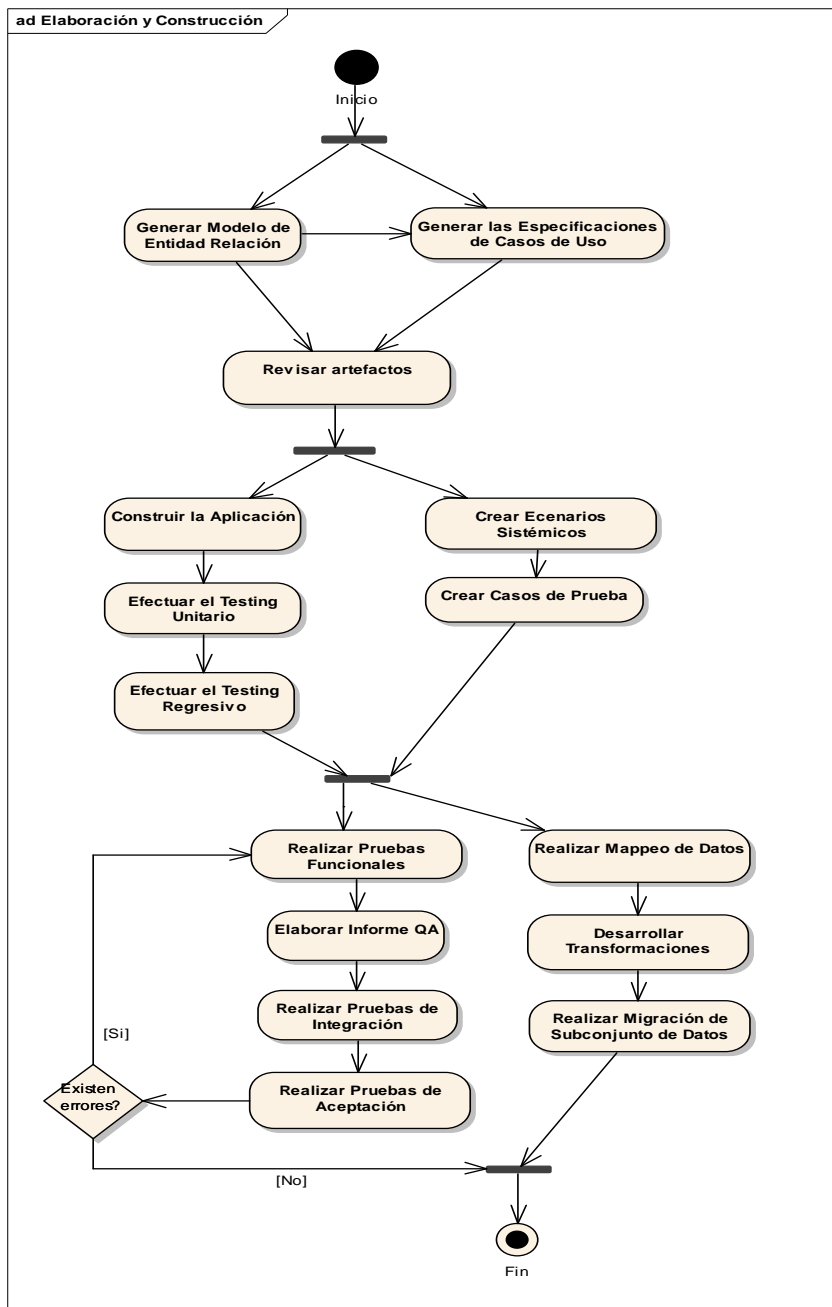 ad Elaboración y Construcción
Inicio
Generar Modelo de
Entidad Relación
Generar las Especificaciones
de Casos de Uso
Revisar artefactos
Construir la Aplicación
Crear Ecenarios
Sistémicos
Efectuar el Testing
Unitario
Crear Casos de Prueba
Efectuar el Testing
Regresivo
Realizar Pruebas
Funcionales
Realizar Mappeo de Datos
Elaborar Informe QA
Desarrollar
Transformaciones
Realizar Pruebas de
Integración
Realizar Migración de
Subconjunto de Datos
[Si]
Existen
errores?
Realizar Pruebas de
Aceptación
[No]
Fin